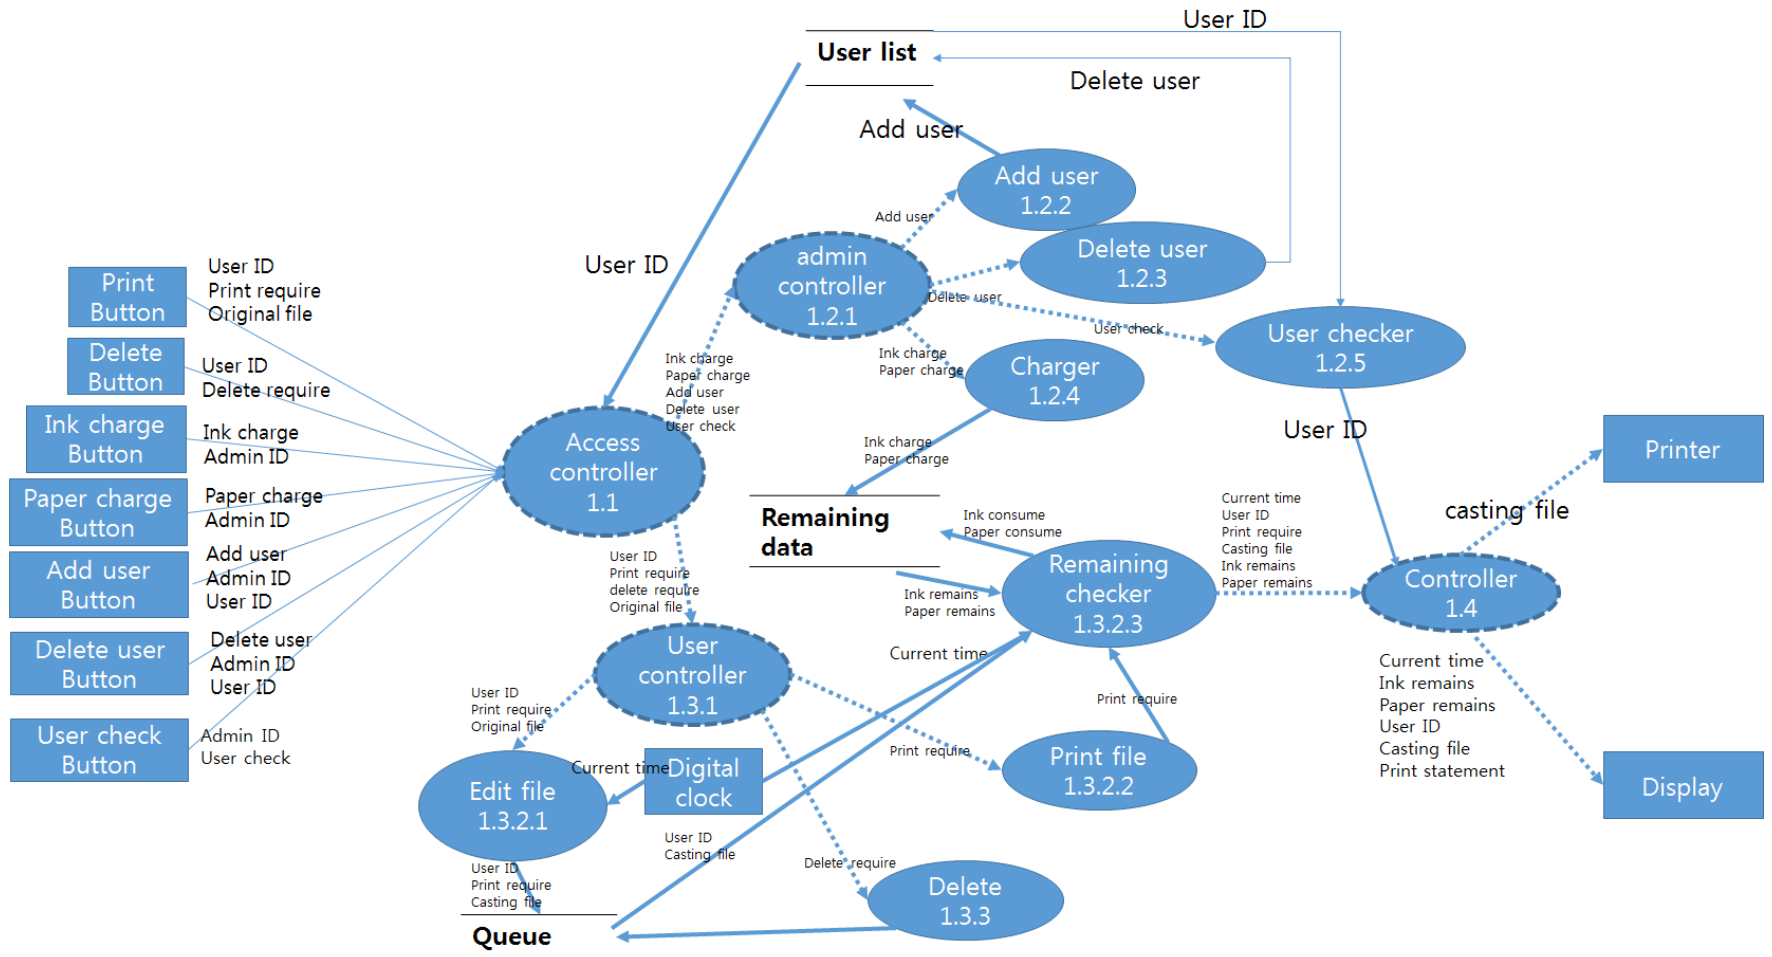 User ID
User list
Delete user
Add user
Add user
1.2.2
Add user
Delete user
1.2.3
admin
controller
1.2.1
Delete user
User check
User checker
1.2.5
User ID
Print
Button
User ID
Print require
Original file
Delete
Button
User ID
Delete require
Ink charge
Button
Ink charge
Admin ID
Paper charge
Button
Paper charge
Admin ID
Add user
Button
Add user
Admin ID
User ID
Delete user
Button
Delete user
Admin ID
User ID
User check
Button
Admin ID
User check
Access
controller
1.1
Ink charge
Paper charge
Add user
Delete user
User check
Ink charge
Paper charge
Charger
1.2.4
Ink charge
Paper charge
User ID
Remaining
data
Ink consume
Paper consume
Ink remains
Paper remains
Remaining
checker
1.3.2.3
Current time
User ID
Print require
Casting file
Ink remains
Paper remains
Controller
1.4
casting file
Printer
Current time
Ink remains
Paper remains
User ID
Casting file
Print statement
Display
User ID
Print require
delete require
Original file
User
controller
1.3.1
Current time
Print require
User ID
Print require
Original file
Print require
Print file
1.3.2.2
Edit file
1.3.2.1
Current time
Digital
clock
User ID
Casting file
Delete require
Delete
1.3.3
User ID
Print require
Casting file
Queue